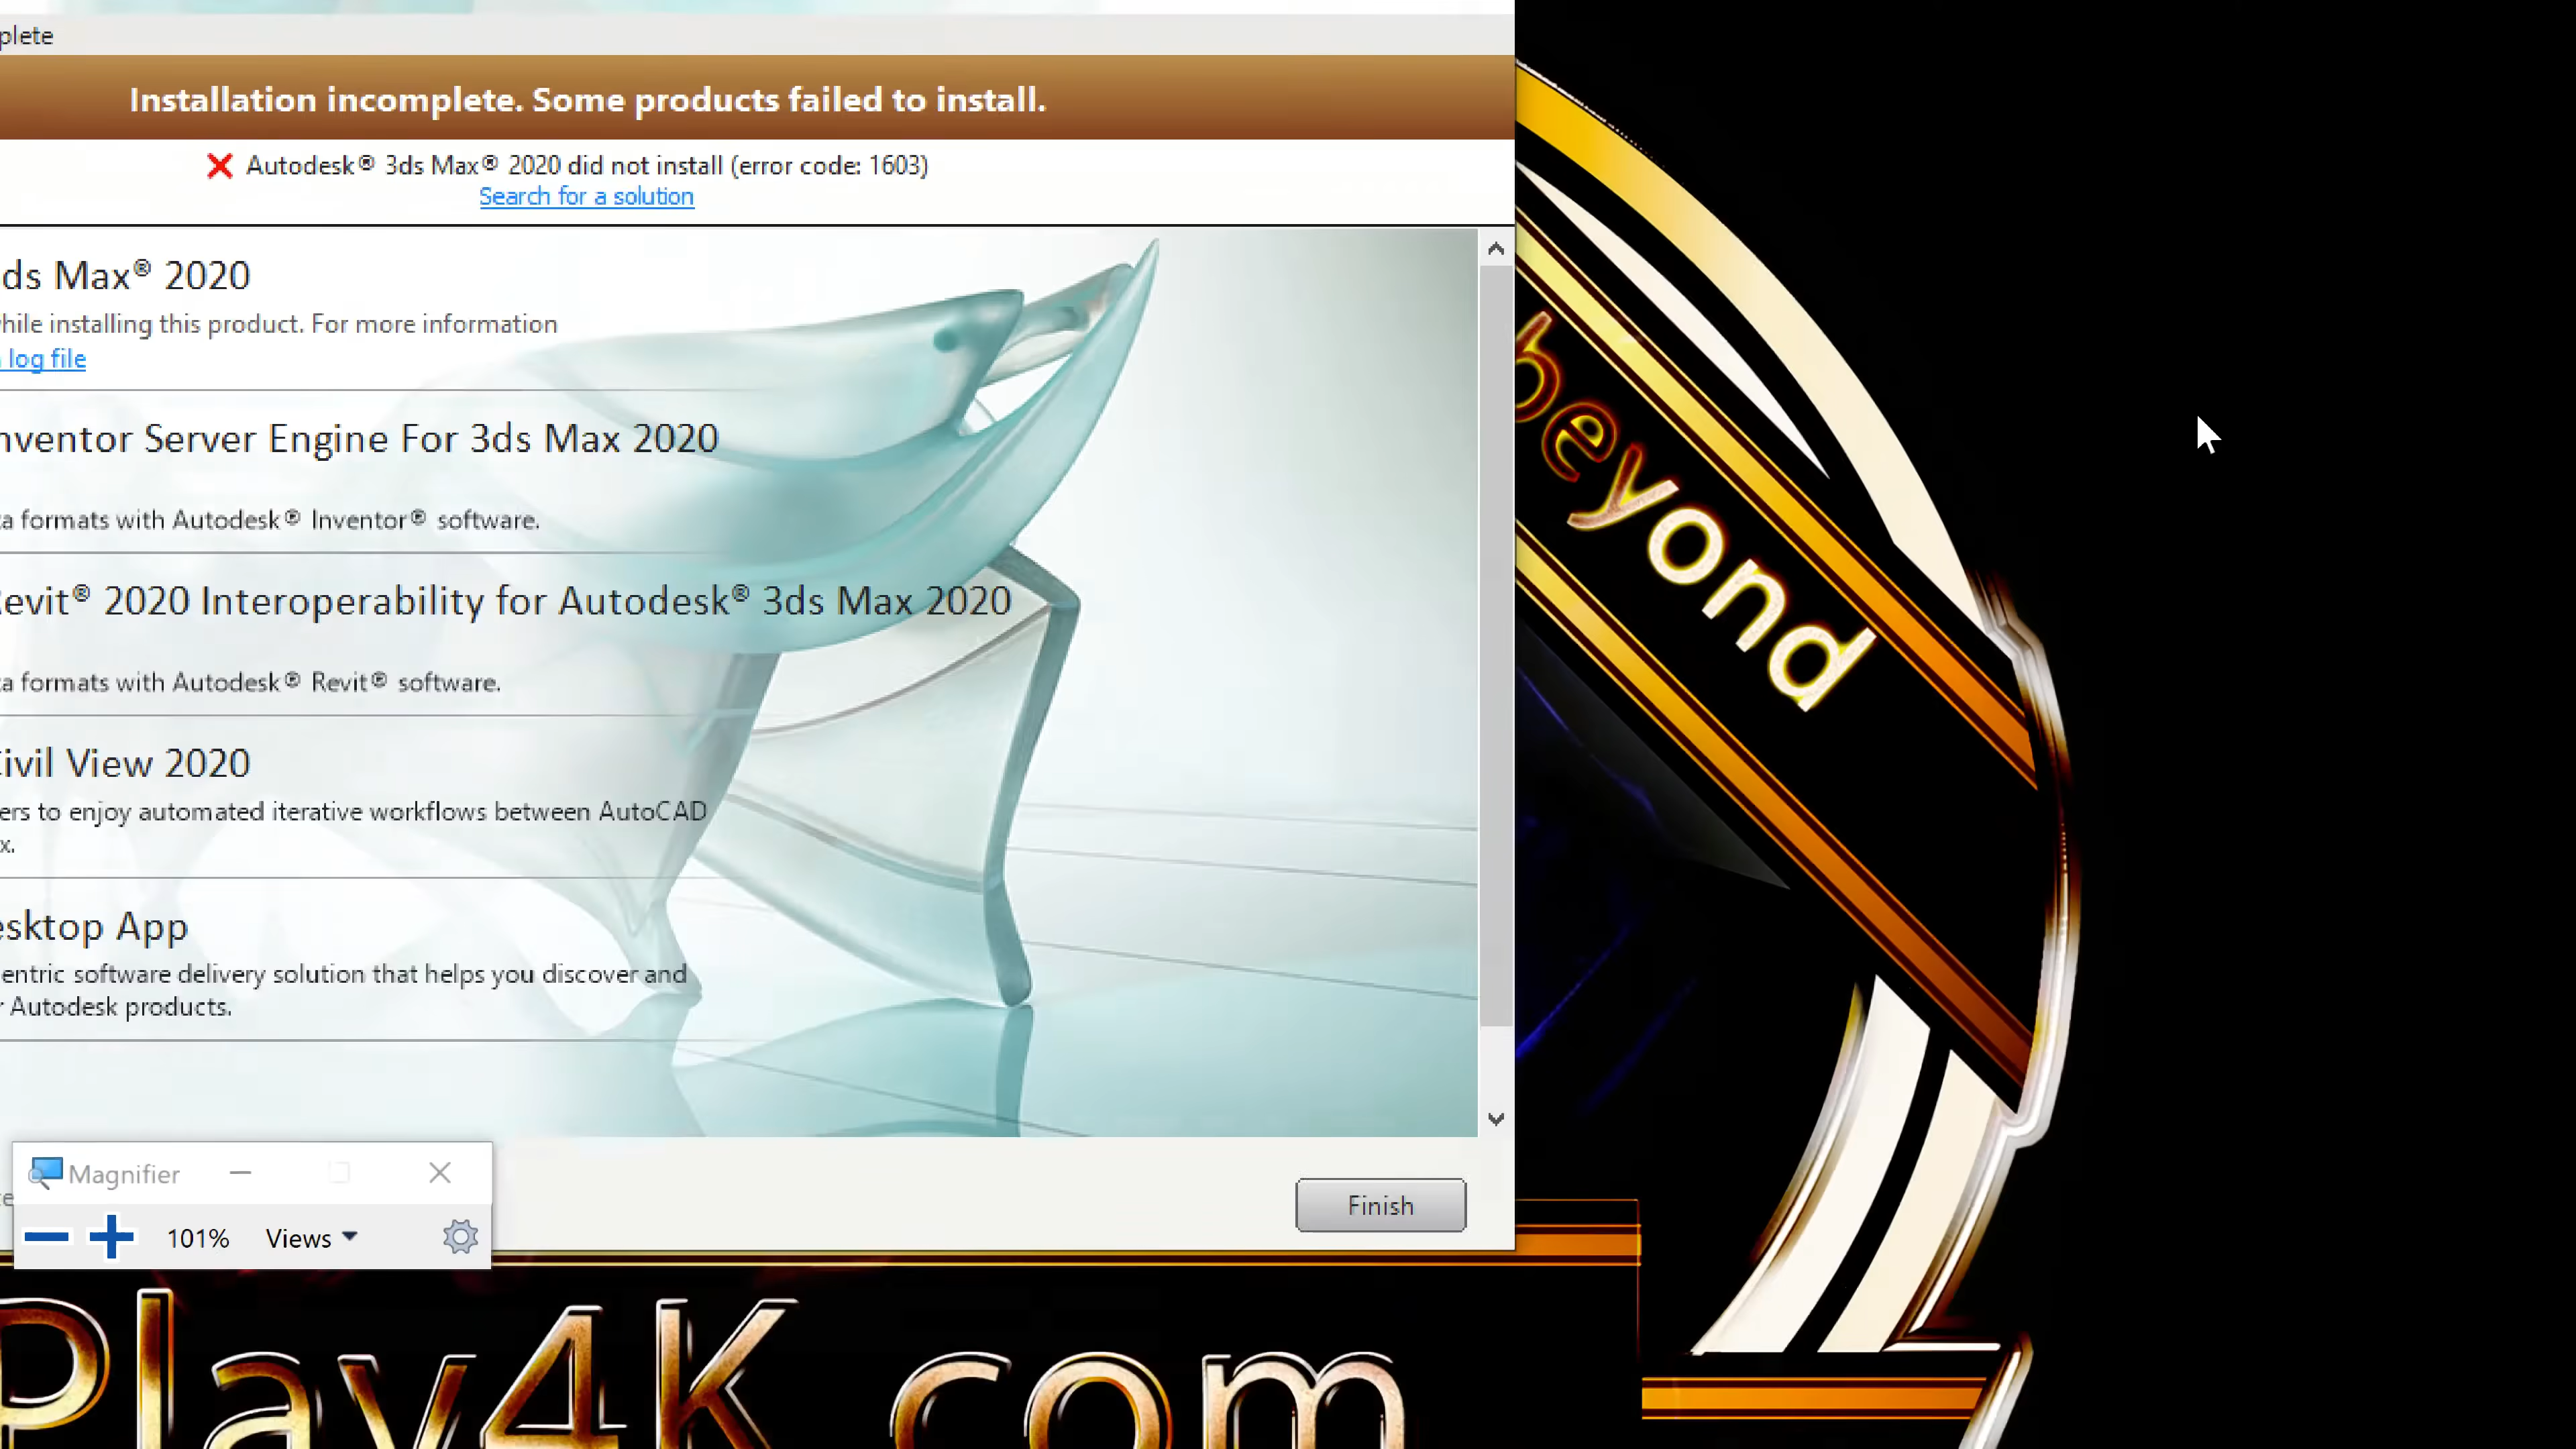 plete
Installation incomplete. Some products failed to install.
Autodesk® 3ds Max® 2020 did not install (error code: 1603)
Search for a solution
ds Max® 2020
hile installing this product. For more information
log file
nventor Server Engine For 3ds Max 2020
a formats with Autodesk® Inventor® software.
evit® 2020 Interoperability for Autodesk® 3ds Max 2020
a formats with Autodesk® Revit® software.
ivil View 2020
ers to enjoy automated iterative workflows between AutoCAD
x.
esktop App
entric software delivery solution that helps you discover and
r Autodesk products.
Magnifier
101% Views
Finish
beyond
Play4K.com